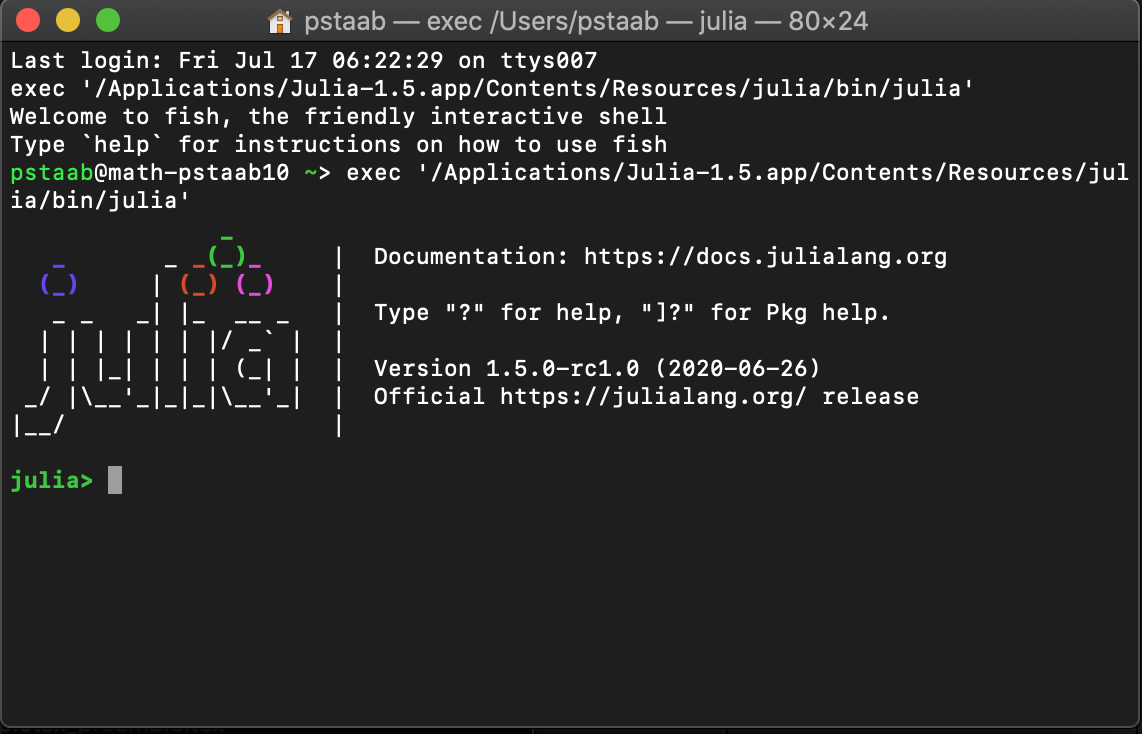 pstaab — exec /Users/pstaab — julia — 80×24
Last login: Fri Jul 17 06:22:29 on ttys007
exec '/Applications/Julia-1.5.app/Contents/Resources/julia/bin/julia'
Welcome to fish, the friendly interactive shell
Type `help` for instructions on how to use fish
pstaab@math-pstaab10 ~> exec '/Applications/Julia-1.5.app/Contents/Resources/jul
ia/bin/julia'
               _
   _       _ _(_)_     |  Documentation: https://docs.julialang.org
  (_)     | (_) (_)    |
   _ _   _| |_  __ _   |  Type "?" for help, "]?" for Pkg help.
  | | | | | | |/ _` |  |
  | | |_| | | | (_| |  |  Version 1.5.0-rc1.0 (2020-06-26)
 _/ |\__'_|_|_|\__'_|  |  Official https://julialang.org/ release
|__/                   |
julia>